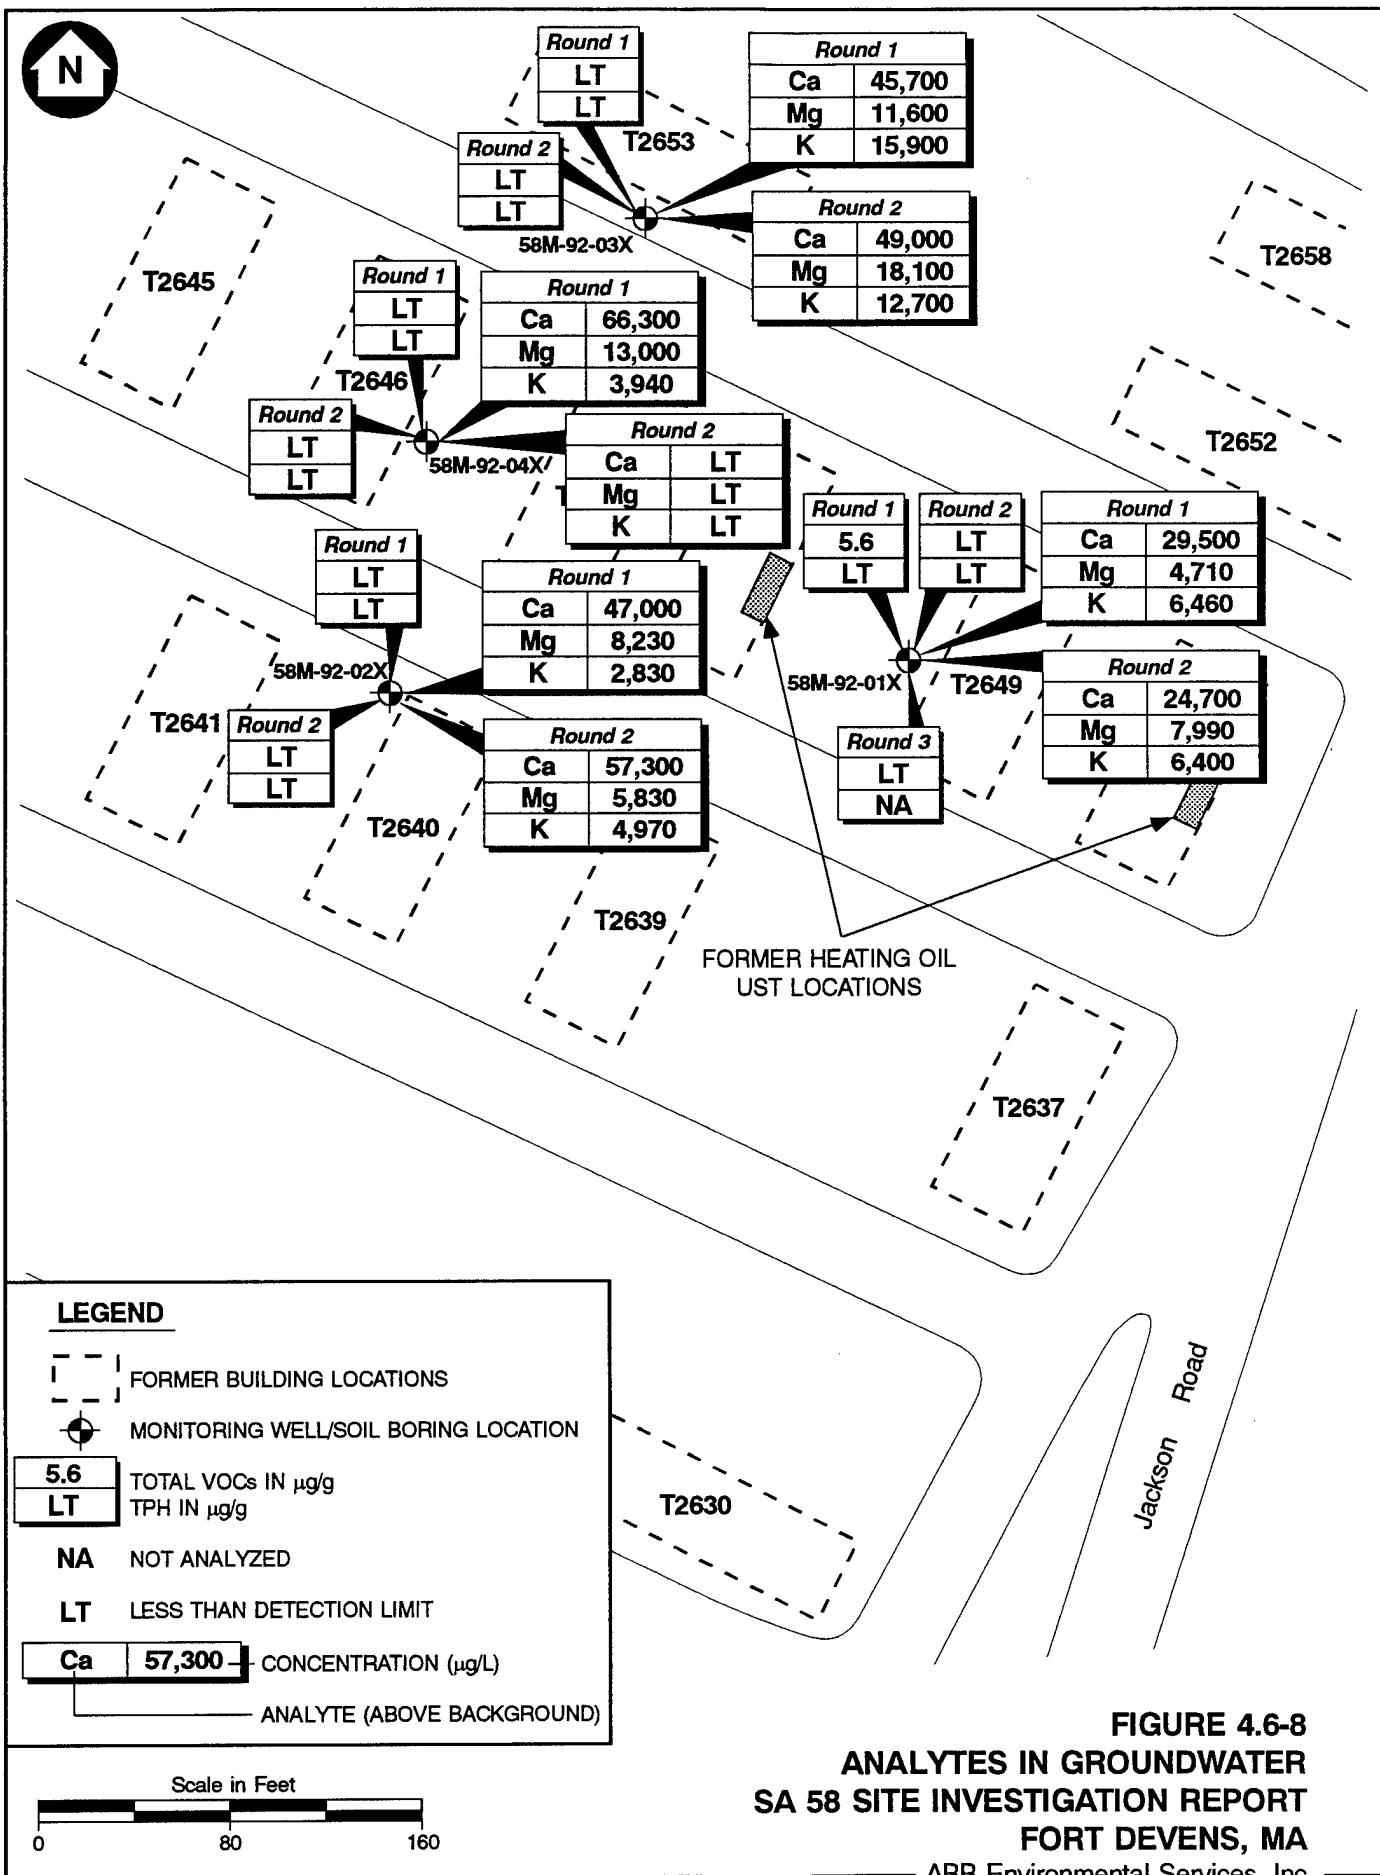 N
Round 1
LT
LT
Round 1
Ca 45,700
Mg 11,600
K 15,900
T2653
Round 2
LT
LT
58M-92-03X
Round 2
Ca 49,000
Mg 18,100
K 12,700
T2658
T2645
Round 1
LT
LT
Round 1
Ca 66,300
Mg 13,000
K 3,940
T2646
Round 2
LT
LT
58M-92-04X
Round 2
Ca LT
Mg LT
K LT
T2652
Round 1
5.6
LT
Round 2
LT
LT
Round 1
Ca 29,500
Mg 4,710
K 6,460
Round 1
LT
LT
Round 1
Ca 47,000
Mg 8,230
K 2,830
58M-92-02X
58M-92-01X
T2649
Round 2
Ca 24,700
Mg 7,990
K 6,400
T2641
Round 2
LT
LT
Round 2
Ca 57,300
Mg 5,830
K 4,970
Round 3
LT
NA
T2640
T2639
FORMER HEATING OIL
UST LOCATIONS
T2637
LEGEND
FORMER BUILDING LOCATIONS
MONITORING WELL/SOIL BORING LOCATION
5.6 TOTAL VOCs IN µg/g
LT TPH IN µg/g
NA NOT ANALYZED
LT LESS THAN DETECTION LIMIT
Ca 57,300 CONCENTRATION (µg/L)
ANALYTE (ABOVE BACKGROUND)
T2630
Jackson Road
Scale in Feet
0 80 160
FIGURE 4.6-8
ANALYTES IN GROUNDWATER
SA 58 SITE INVESTIGATION REPORT
FORT DEVENS, MA
ABB Environmental Services, Inc.